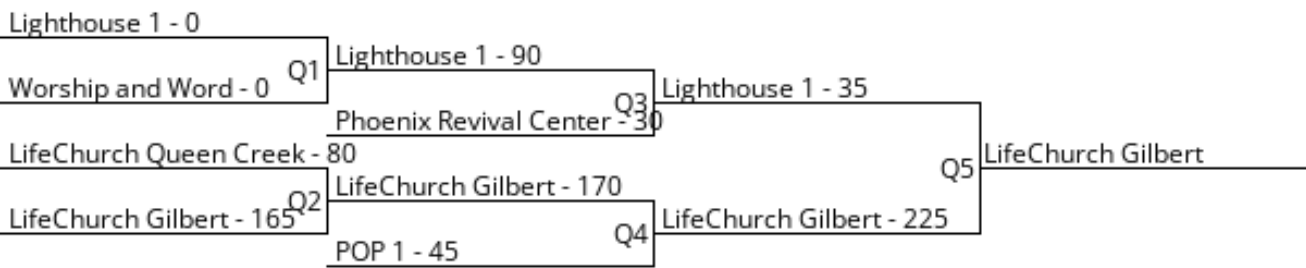 Lighthouse 1 - 0
Worship and Word - 0
Q1
LifeChurch Queen Creek - 80
LifeChurch Gilbert - 165
Q2
Lighthouse 1 - 90
Phoenix Revival Center - 30
Q3
LifeChurch Gilbert - 170
POP 1 - 45
Q4
Lighthouse 1 - 35
LifeChurch Gilbert - 225
Q5
LifeChurch Gilbert